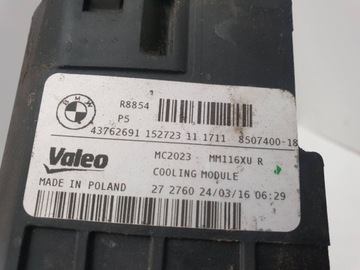 BMW
R8854
P5
43762691 152723 11 1711 8507400-18
Valeo
MC2023 MM116XU R
COOLING MODULE
MADE IN POLAND
27 2760 24/03/16 06:29